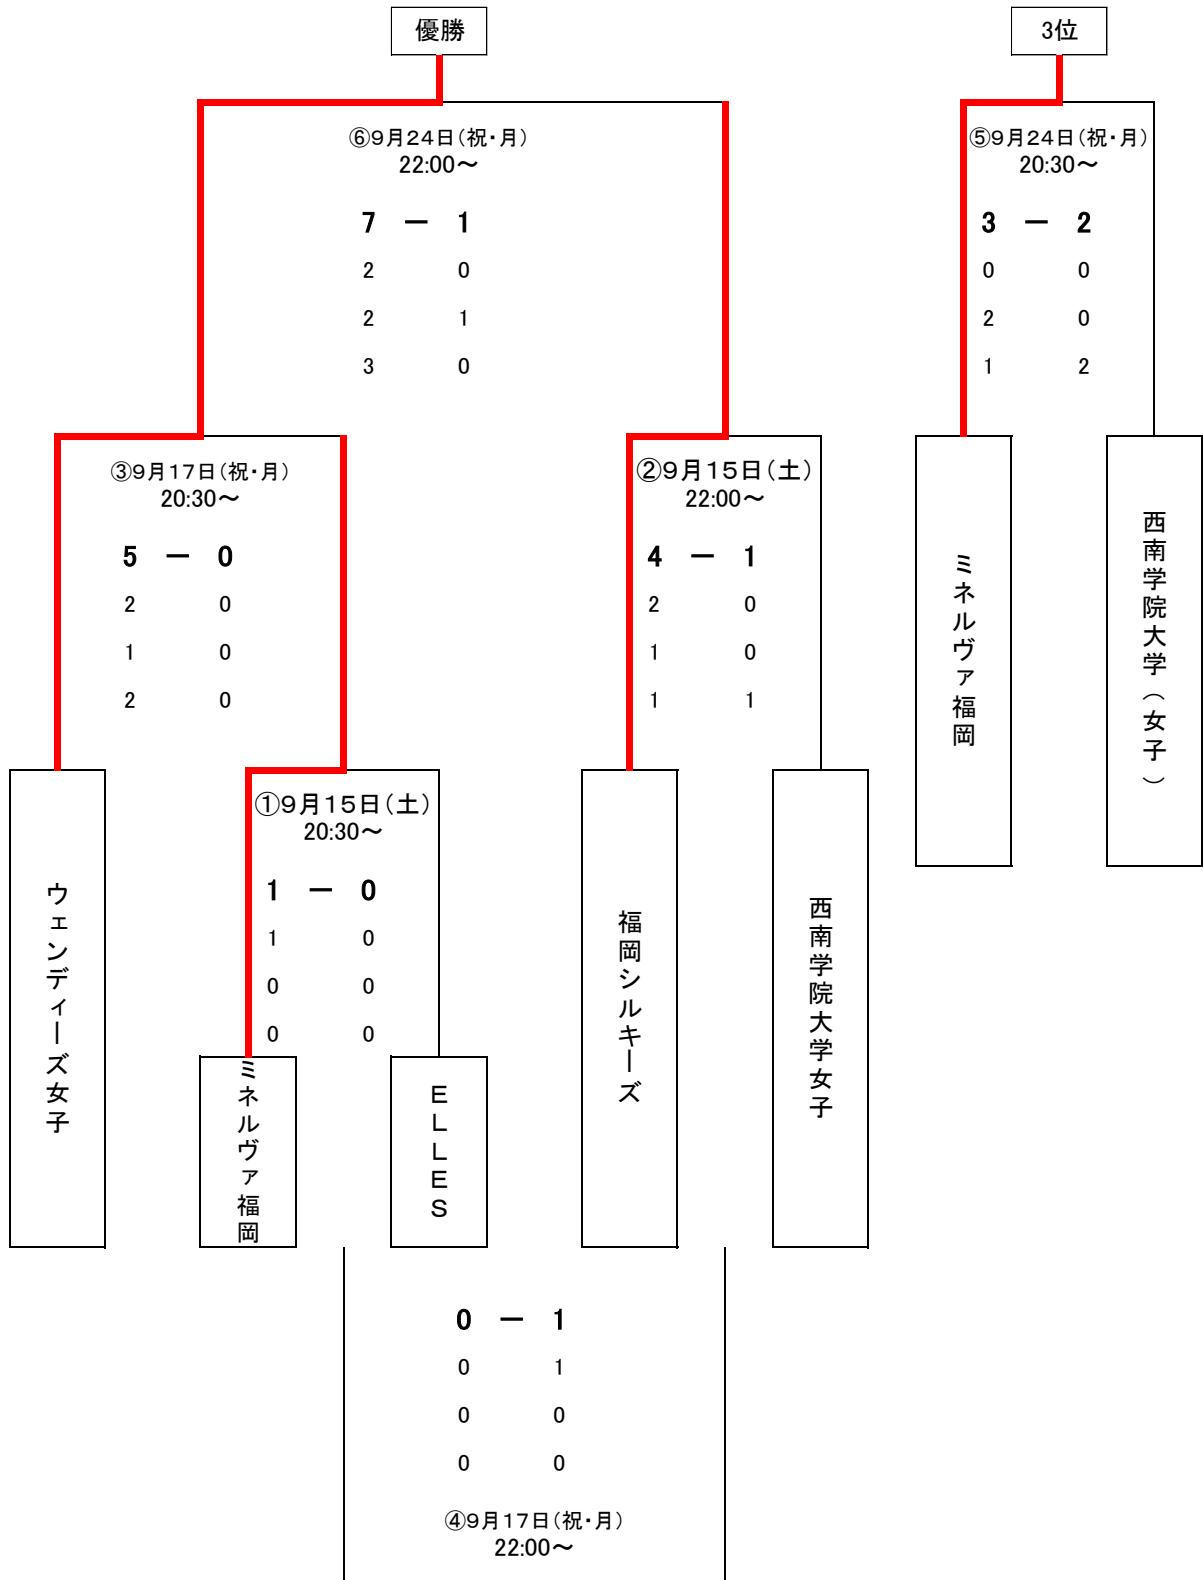 優勝
3位
⑥9月24日(祝・月)
22:00～
7 － 1
2 0
2 1
3 0
⑤9月24日(祝・月)
20:30～
3 － 2
0 0
2 0
1 2
③9月17日(祝・月)
20:30～
5 － 0
2 0
1 0
2 0
②9月15日(土)
22:00～
4 － 1
2 0
1 0
1 1
ミネルヴァ福岡
西南学院大学(女子)
①9月15日(土)
20:30～
1 － 0
1 0
0 0
0 0
ウェンディーズ女子
ミネルヴァ福岡
ELLES
福岡シルキーズ
西南学院大学女子
0 － 1
0 1
0 0
0 0
④9月17日(祝・月)
22:00～